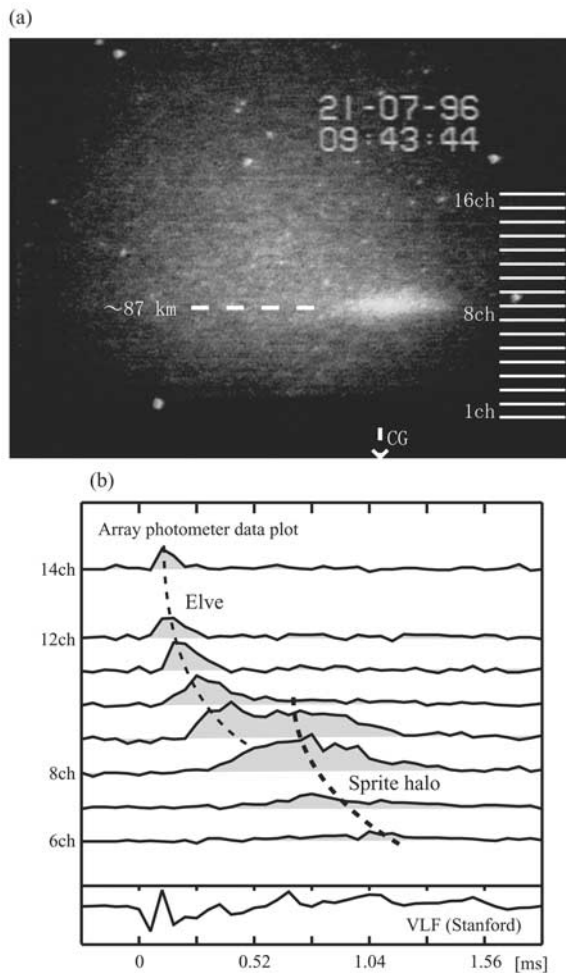 (a)
21-07-96
09:43:44
16ch
~87 km
8ch
1ch
CG
(b)
Array photometer data plot
14ch
Elve
12ch
8ch
Sprite halo
6ch
VLF (Stanford)
0 0.52 1.04 1.56 [ms]